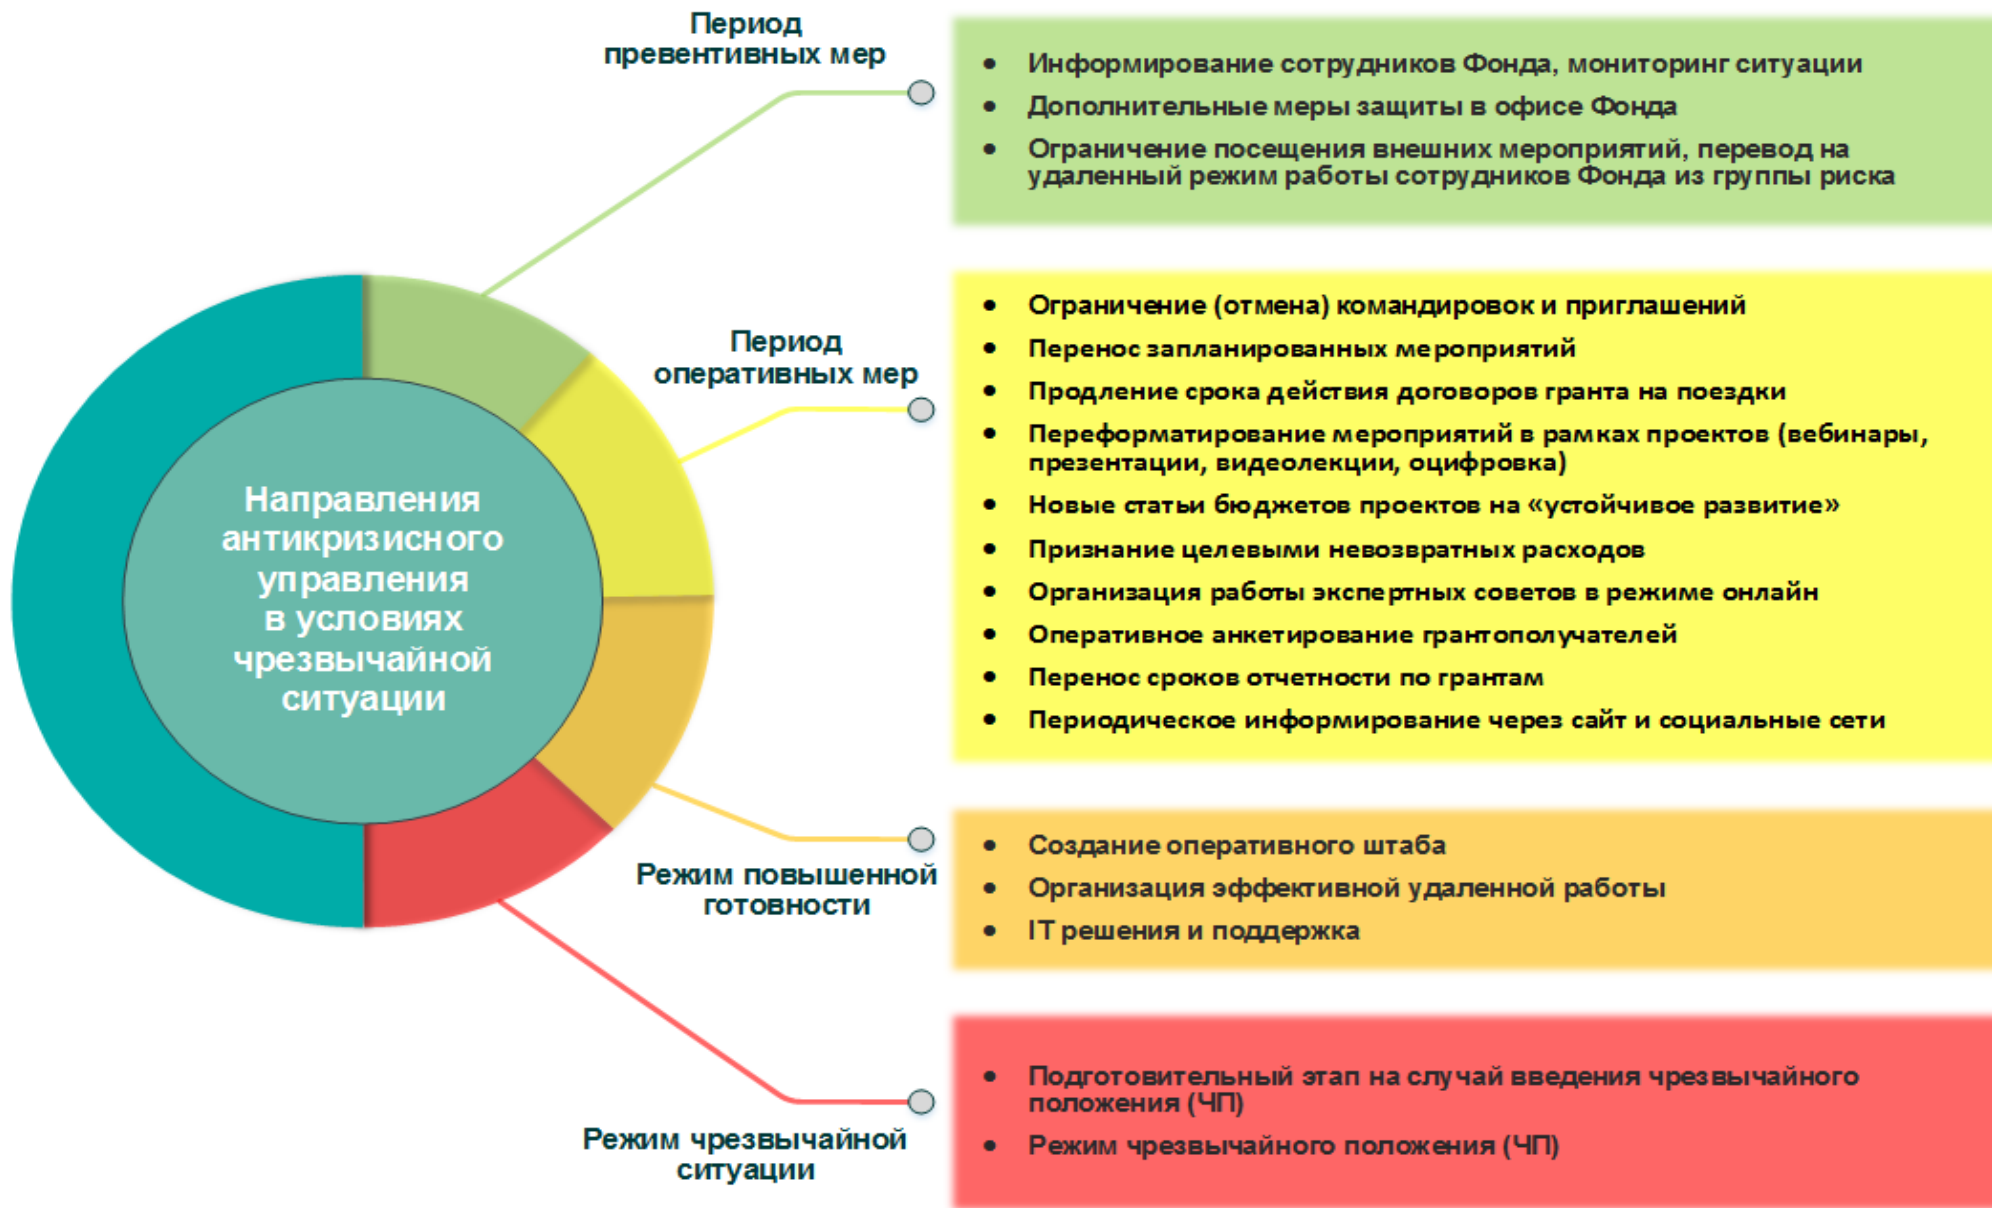 Период
превентивных мер
• Информирование сотрудников Фонда, мониторинг ситуации
• Дополнительные меры защиты в офисе Фонда
• Ограничение посещения внешних мероприятий, перевод на
удаленный режим работы сотрудников Фонда из группы риска
Период
оперативных мер
• Ограничение (отмена) командировок и приглашений
• Перенос запланированных мероприятий
• Продление срока действия договоров гранта на поездки
• Переформатирование мероприятий в рамках проектов (вебинары,
презентации, видеолекции, оцифровка)
• Новые статьи бюджетов проектов на «устойчивое развитие»
• Признание целевыми невозвратных расходов
• Организация работы экспертных советов в режиме онлайн
• Оперативное анкетирование грантополучателей
• Перенос сроков отчетности по грантам
• Периодическое информирование через сайт и социальные сети
Направления
антикризисного
управления
в условиях
чрезвычайной
ситуации
Режим повышенной
готовности
• Создание оперативного штаба
• Организация эффективной удаленной работы
• IT решения и поддержка
Режим чрезвычайной
ситуации
• Подготовительный этап на случай введения чрезвычайного
положения (ЧП)
• Режим чрезвычайного положения (ЧП)